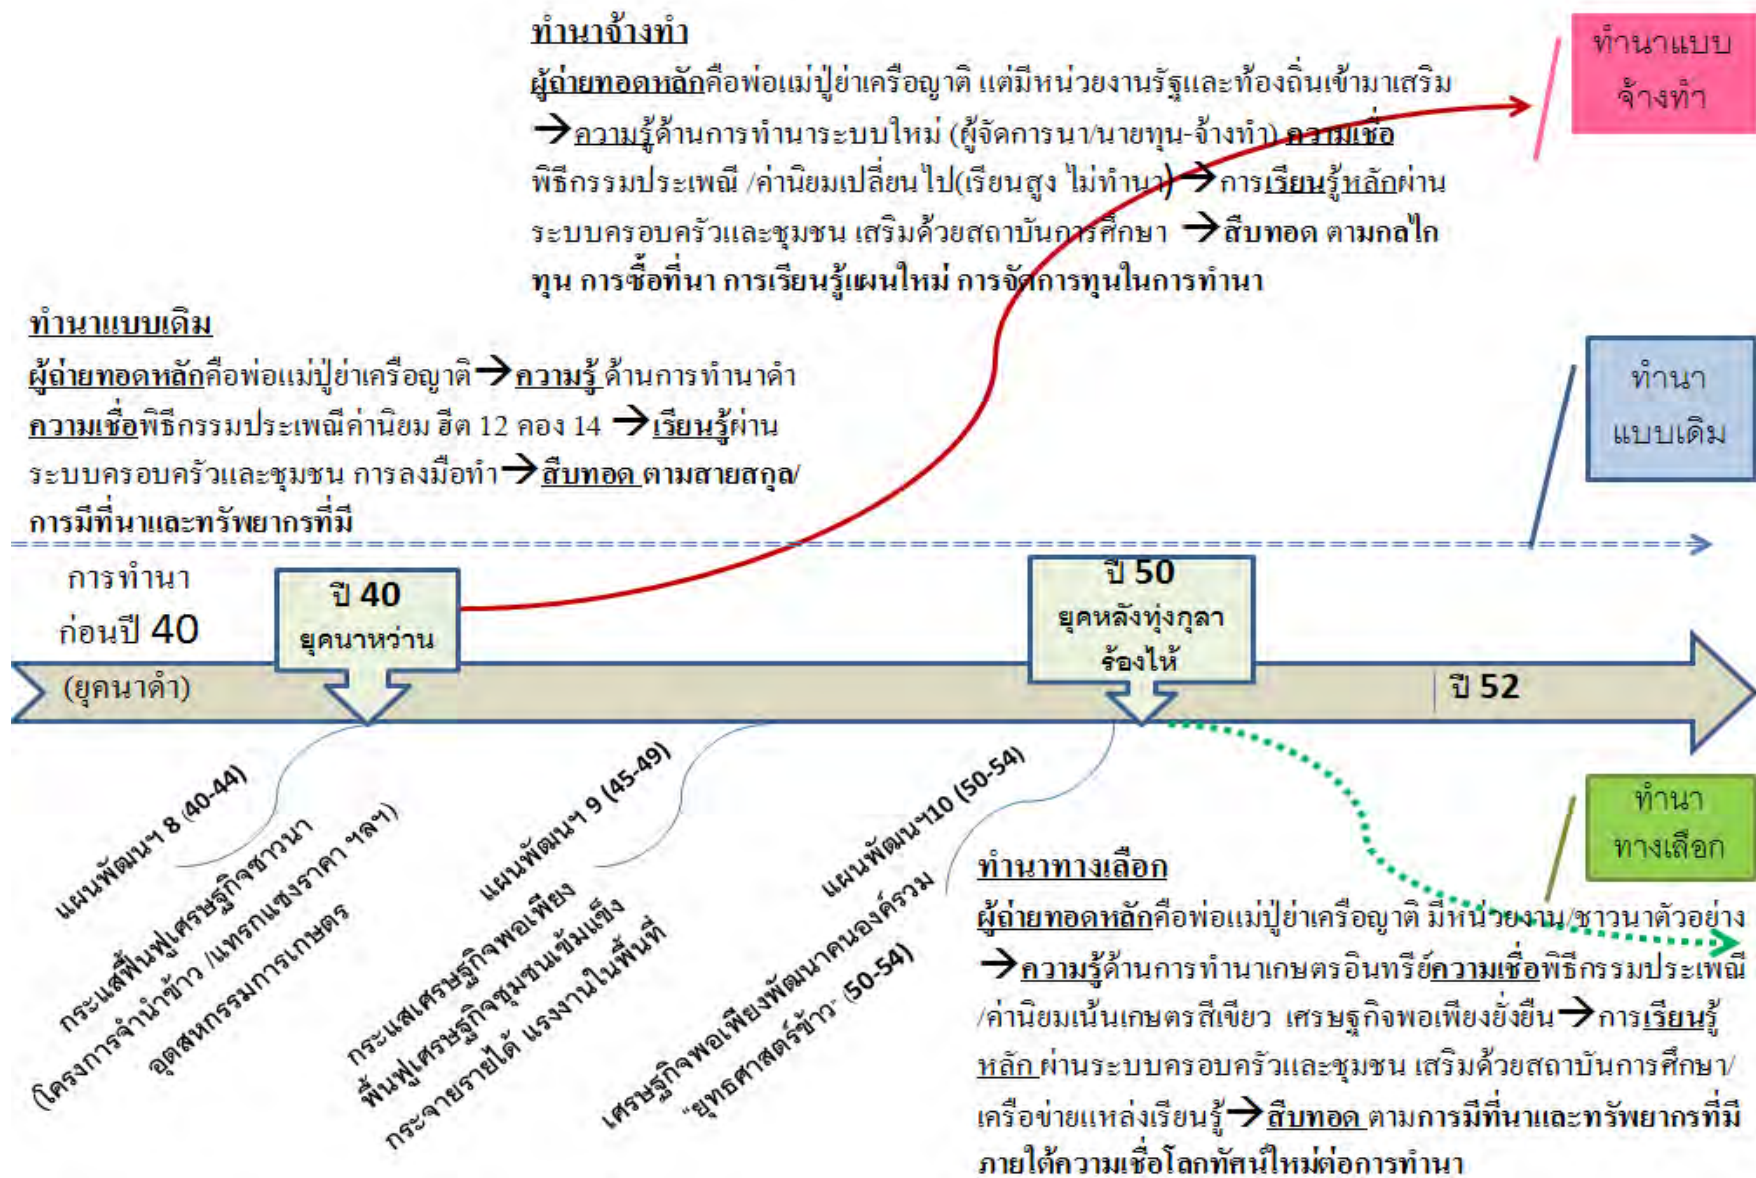 ทำนาจ้างทำ
ผู้ถ่ายทอดหลักคือพ่อแม่ปู่ย่าเครือญาติ แต่มีหน่วยงานรัฐและท้องถิ่นเข้ามาเสริม
➔ความรู้ด้านการทำนาระบบใหม่ (ผู้จัดการนา/นายทุน-จ้างทำ) ความเชื่อ
พิธีกรรมประเพณี /ค่านิยมเปลี่ยนไป(เรียนสูง ไม่ทำนา)➔การเรียนรู้หลักผ่าน
ระบบครอบครัวและชุมชน เสริมด้วยสถาบันการศึกษา ➔สืบทอด ตามกลไก
ทุน การซื้อที่นา การเรียนรู้แผนใหม่ การจัดการทุนในการทำนา
ทำนาแบบ
จ้างทำ
ทำนาแบบเดิม
ผู้ถ่ายทอดหลักคือพ่อแม่ปู่ย่าเครือญาติ➔ความรู้ ด้านการทำนาดำ
ความเชื่อพิธีกรรมประเพณีค่านิยม ฮีต 12 คอง 14 ➔เรียนรู้ผ่าน
ระบบครอบครัวและชุมชน การลงมือทำ➔สืบทอด ตามสายสกุล/
การมีที่นาและทรัพยากรที่มี
ทำนา
แบบเดิม
การทำนา
ก่อนปี 40
(ยุคนาดำ)
ปี 40
ยุคนาหว่าน
ปี 50
ยุคหลังทุ่งกุลา
ร้องไห้
ปี 52
แผนพัฒนฯ 8 (40-44)
กระแสฟื้นฟูเศรษฐกิจชาวนา
(โครงการจำนำข้าว /แทรกแซงราคา ฯลฯ)
อุตสหกรรมการเกษตร
แผนพัฒนฯ 9 (45-49)
กระแสเศรษฐกิจพอเพียง
พื้นฟูเศรษฐกิจชุมชนเข้มแข็ง
กระจายรายได้ แรงงานในพื้นที่
แผนพัฒนฯ10 (50-54)
เศรษฐกิจพอเพียงพัฒนาคนองค์รวม
"ยุทธศาสตร์ข้าว" (50-54)
ทำนา
ทางเลือก
ทำนาทางเลือก
ผู้ถ่ายทอดหลักคือพ่อแม่ปู่ย่าเครือญาติ มีหน่วยงาน/ชาวนาตัวอย่าง
➔ความรู้ด้านการทำนาเกษตรอินทรีย์ความเชื่อพิธีกรรมประเพณี
/ค่านิยมเน้นเกษตรสีเขียว เศรษฐกิจพอเพียงยั่งยืน➔การเรียนรู้
หลัก ผ่านระบบครอบครัวและชุมชน เสริมด้วยสถาบันการศึกษา/
เครือข่ายแหล่งเรียนรู้➔สืบทอด ตามการมีที่นาและทรัพยากรที่มี
ภายใต้ความเชื่อโลกทัศน์ใหม่ต่อการทำนา